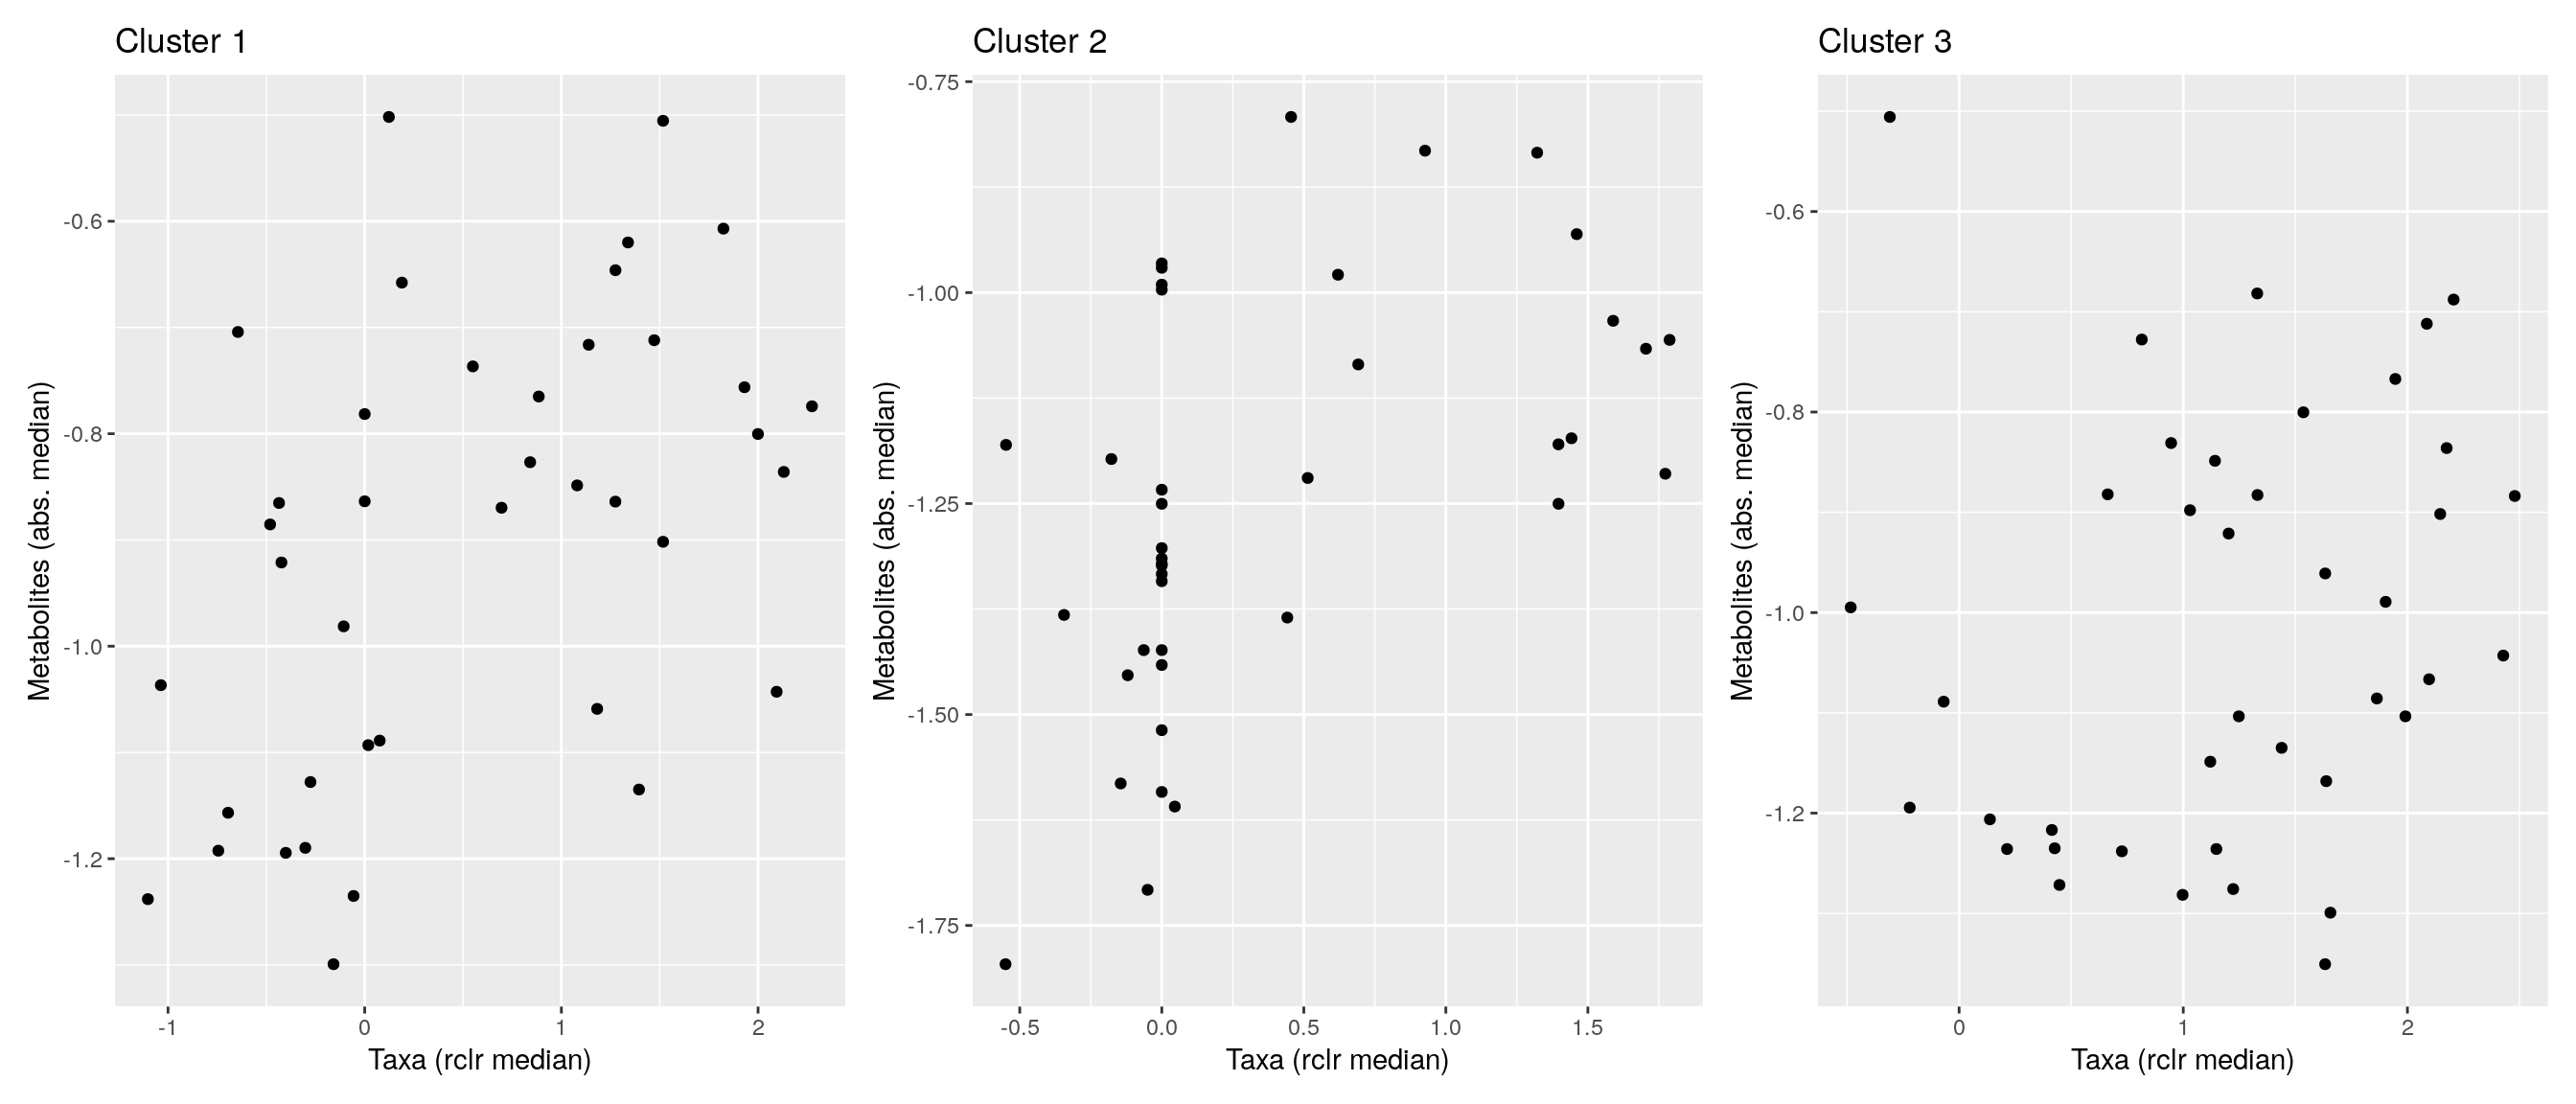 Cluster 1
Metabolites (abs. median)
-0.6
-0.8
-1.0
-1.2
-1 0 1 2
Taxa (rclr median)
Cluster 2
Metabolites (abs. median)
-0.75
-1.00
-1.25
-1.50
-1.75
-0.5 0.0 0.5 1.0 1.5
Taxa (rclr median)
Cluster 3
Metabolites (abs. median)
-0.6
-0.8
-1.0
-1.2
0 1 2
Taxa (rclr median)